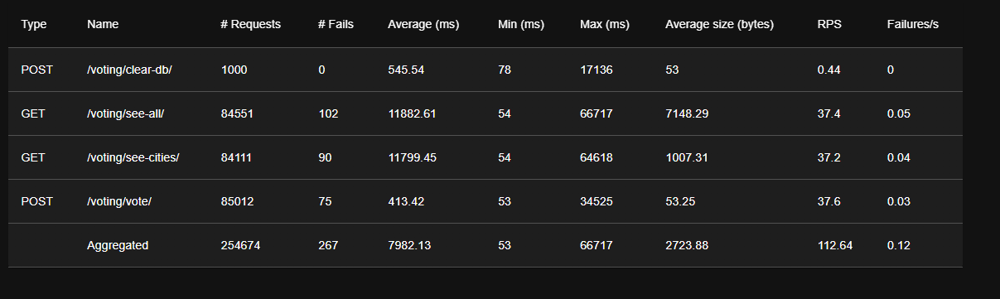 Type Name # Requests # Fails Average (ms) Min (ms) Max (ms) Average size (bytes) RPS Failures/s
POST /voting/clear-db/ 1000 0 545.54 78 17136 53 0.44 0
GET /voting/see-all/ 84551 102 11882.61 54 66717 7148.29 37.4 0.05
GET /voting/see-cities/ 84111 90 11799.45 54 64618 1007.31 37.2 0.04
POST /voting/vote/ 85012 75 413.42 53 34525 53.25 37.6 0.03
Aggregated 254674 267 7982.13 53 66717 2723.88 112.64 0.12